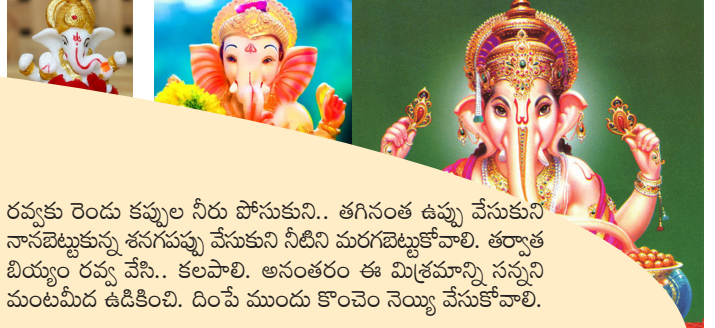 రవ్వకు రెండు కప్పుల నీరు పోసుకుని.. తగినంత ఉప్పు వేసుకుని
నానబెట్టుకున్న శనగపప్పు వేసుకుని నీటిని మరగబెట్టుకోవాలి. తర్వాత
బియ్యం రవ్వ వేసి.. కలపాలి. అనంతరం ఈ మిశ్రమాన్ని సన్నని
మంటమీద ఉడికించి. దింపే ముందు కొంచెం నెయ్యి వేసుకోవాలి.